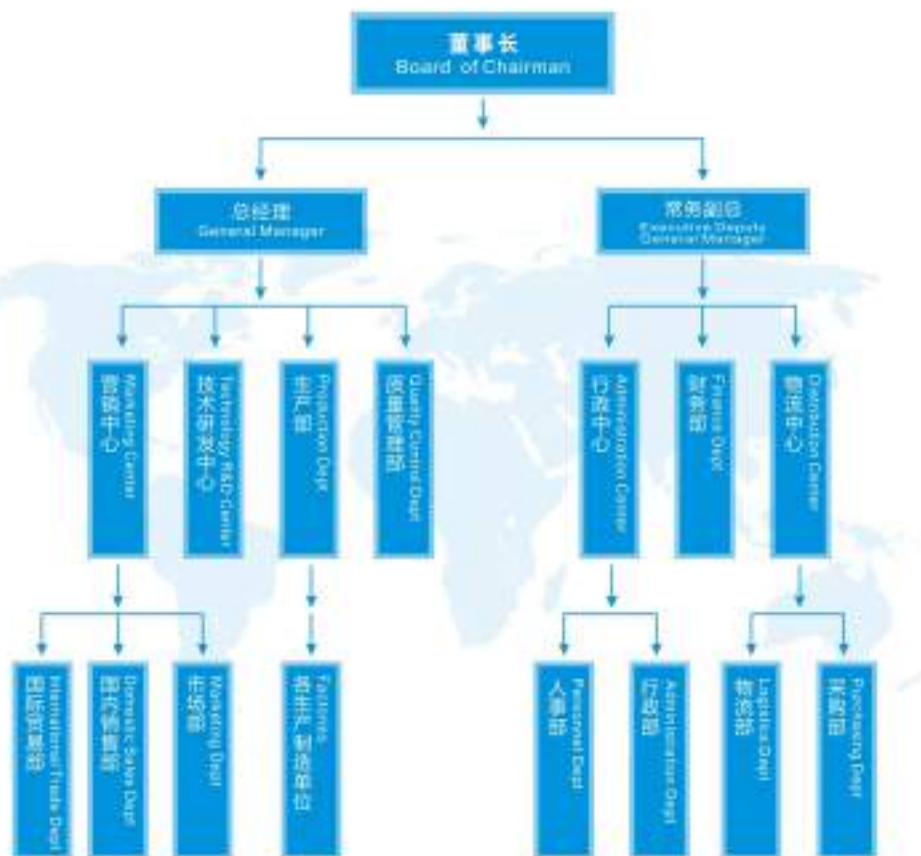 董事长
Board of Chairman
总经理
General Manager
常务副总
Executive Deputy
General Manager
营销中心
Marketing Center
技术研发中心
Technology R&D Center
生产部
Production Dept
质量管理部
Quality Control Dept
行政中心
Administration Center
财务部
Finance Dept
物流中心
Distribution Center
国际贸易部
International Trade Dept
国内销售部
Domestic Sales Dept
市场部
Marketing Dept
各生产制造单位
Factories
人事部
Personnel Dept
行政部
Administration Dept
物流部
Logistics Dept
采购部
Purchasing Dept